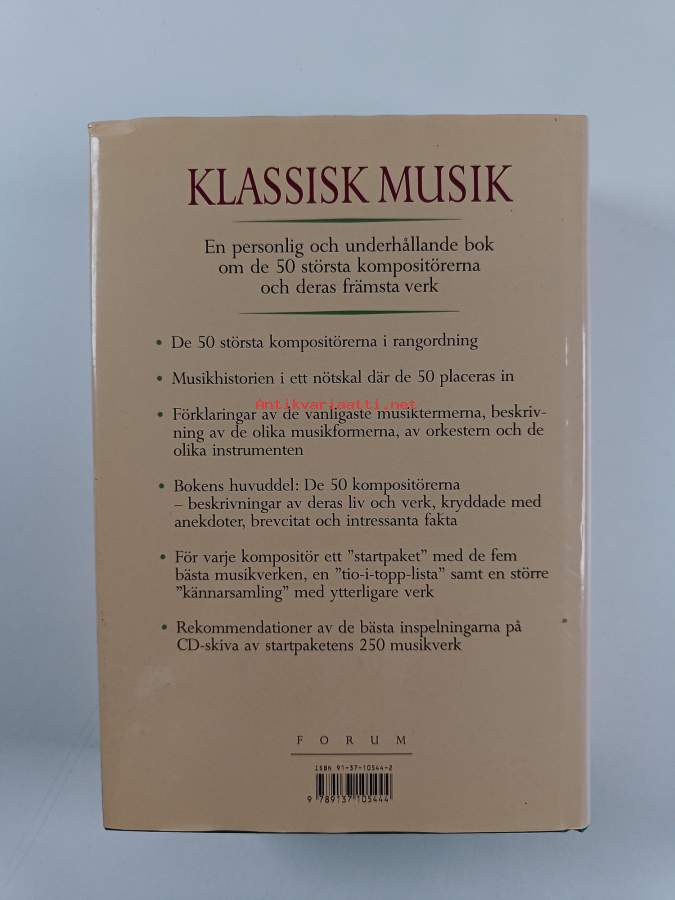 KLASSISK MUSIK
En personlig och underhållande bok
om de 50 största kompositörerna
och deras främsta verk
• De 50 största kompositörerna i rangordning
• Musikhistorien i ett nötskal där de 50 placeras in
Antikvariaatti.net
• Förklaringar av de vanligaste musiktermerna, beskriv-
ning av de olika musikformerna, av orkestern och de
olika instrumenten
• Bokens huvuddel: De 50 kompositörerna
– beskrivningar av deras liv och verk, kryddade med
anekdoter, brevcitat och intressanta fakta
• För varje kompositör ett ”startpaket” med de fem
bästa musikverken, en ”tio-i-topp-lista” samt en större
”kännarsamling” med ytterligare verk
• Rekommendationer av de bästa inspelningarna på
CD-skiva av startpaketens 250 musikverk
FORUM
ISBN 91-37-10544-2
9 789137 105444